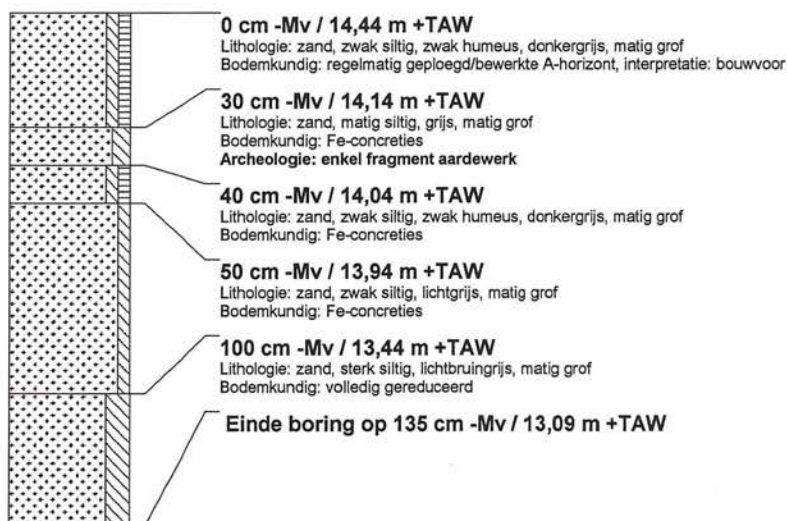 0 cm -Mv / 14,44 m +TAW
Lithologie: zand, zwak siltig, zwak humeus, donkergrijs, matig grof
Bodemkundig: regelmatig geploegd/bewerkte A-horizont, interpretatie: bouwvoor
30 cm -Mv / 14,14 m +TAW
Lithologie: zand, matig siltig, grijs, matig grof
Bodemkundig: Fe-concreties
Archeologie: enkel fragment aardewerk
40 cm -Mv / 14,04 m +TAW
Lithologie: zand, zwak siltig, zwak humeus, donkergrijs, matig grof
Bodemkundig: Fe-concreties
50 cm -Mv / 13,94 m +TAW
Lithologie: zand, zwak siltig, lichtgrijs, matig grof
Bodemkundig: Fe-concreties
100 cm -Mv / 13,44 m +TAW
Lithologie: zand, sterk siltig, lichtbruingrijs, matig grof
Bodemkundig: volledig gereduceerd
Einde boring op 135 cm -Mv / 13,09 m +TAW